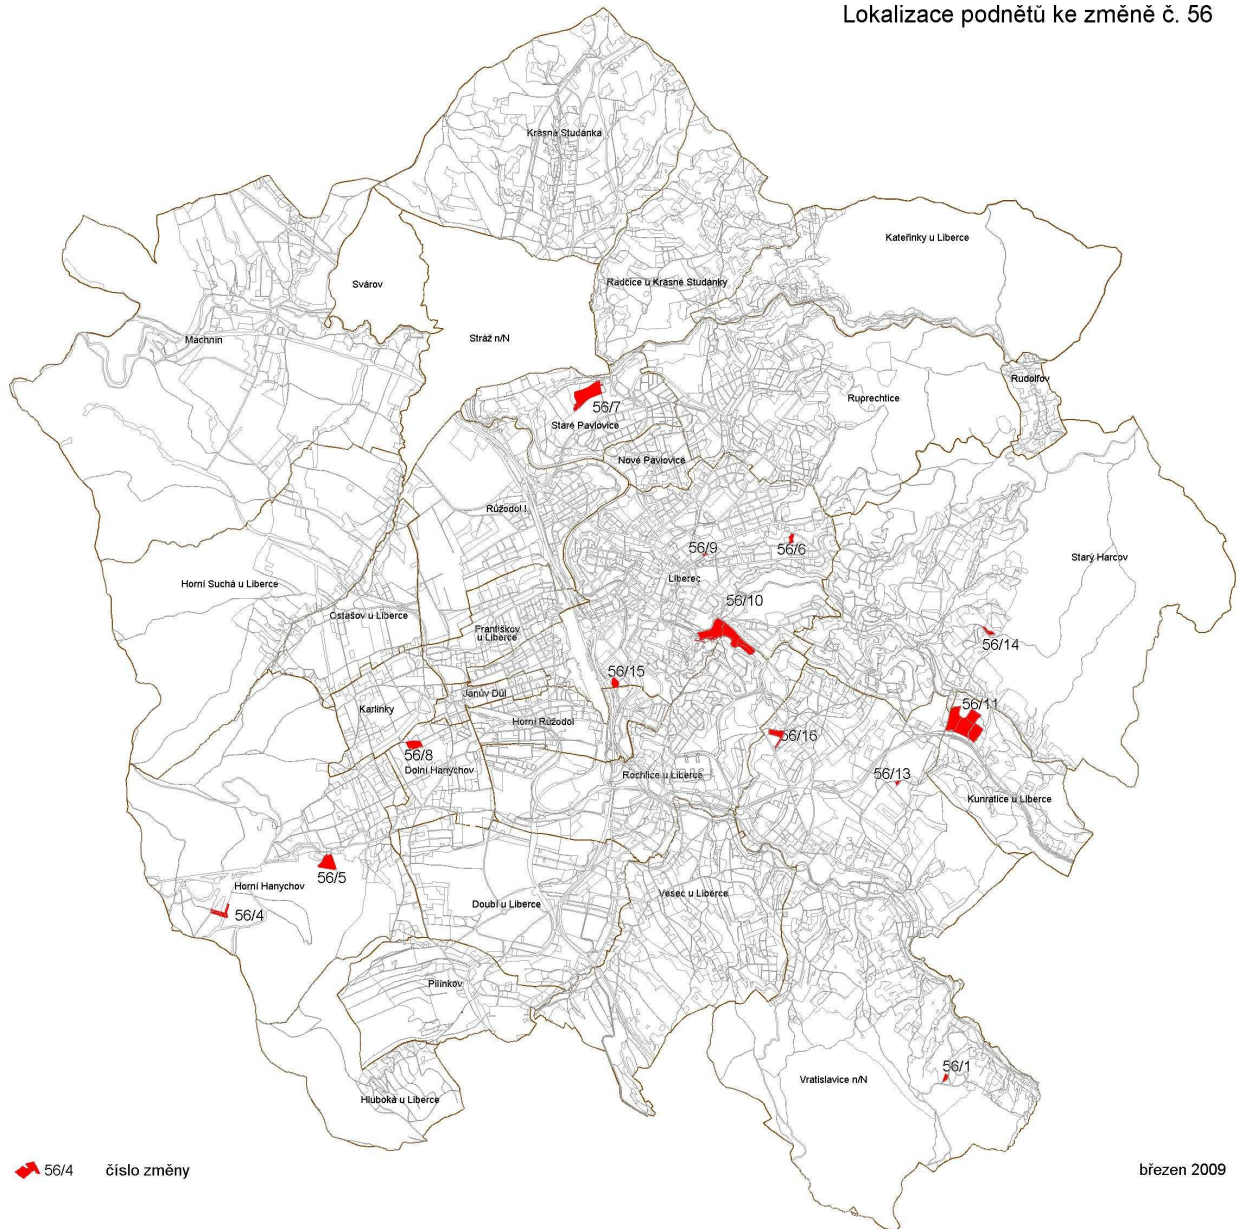 Lokalizace podnětů ke změně č. 56
Krásná Studánka
Kateřinky u Liberce
Radčice u Krásné Studánky
Svárov
Stráž n/N
Machnín
Rudolfov
Ruprechtice
56/7
Staré Pavlovice
Nové Pavlovice
Růžodol I
56/9
56/6
Starý Harcov
Liberec
Horní Suchá u Liberce
56/10
Ostašov u Liberce
Františkov
u Liberce
56/14
56/15
Janův Důl
Karlinky
56/11
Horní Růžodol
56/16
56/8
Dolní Hanychov
Rochlice u Liberce
56/13
Kunratice u Liberce
56/5
Horní Hanychov
Vesec u Liberce
56/4
Doubí u Liberce
Pilínkov
56/1
Vratislavice n/N
Hluboká u Liberce
56/4 číslo změny
březen 2009